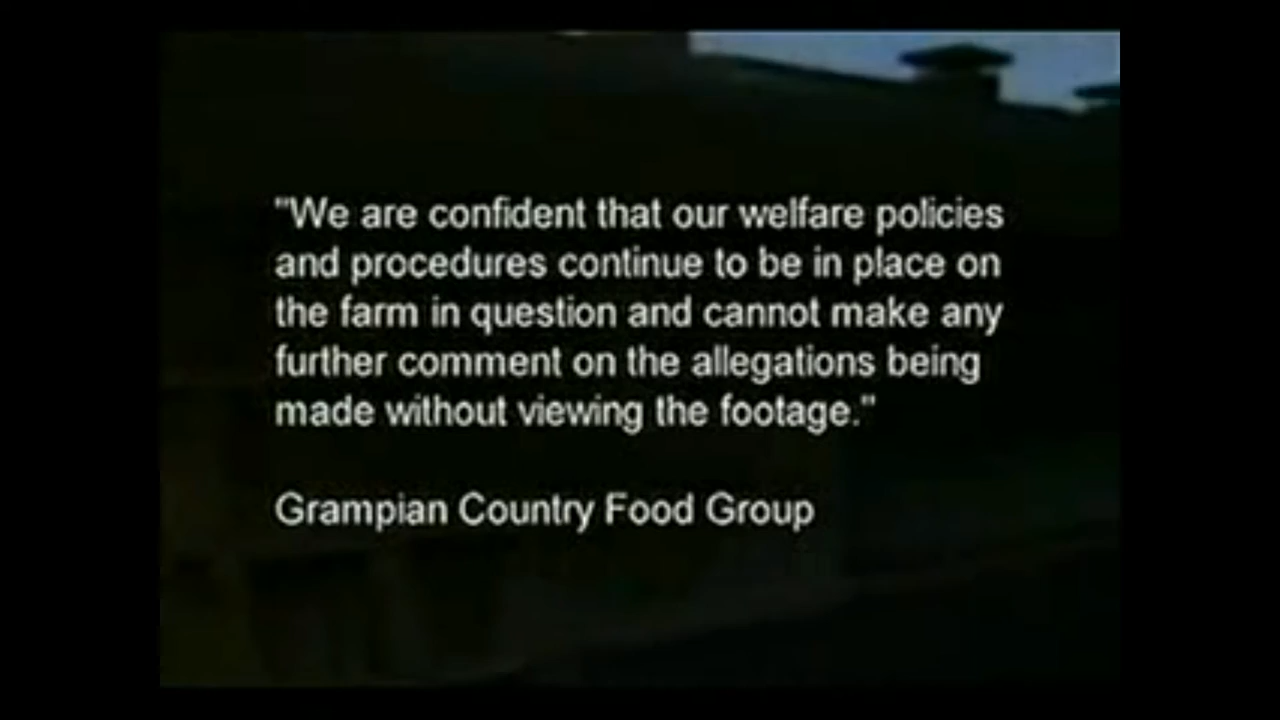 "We are confident that our welfare policies
and procedures continue to be in place on
the farm in question and cannot make any
further comment on the allegations being
made without viewing the footage."
Grampian Country Food Group